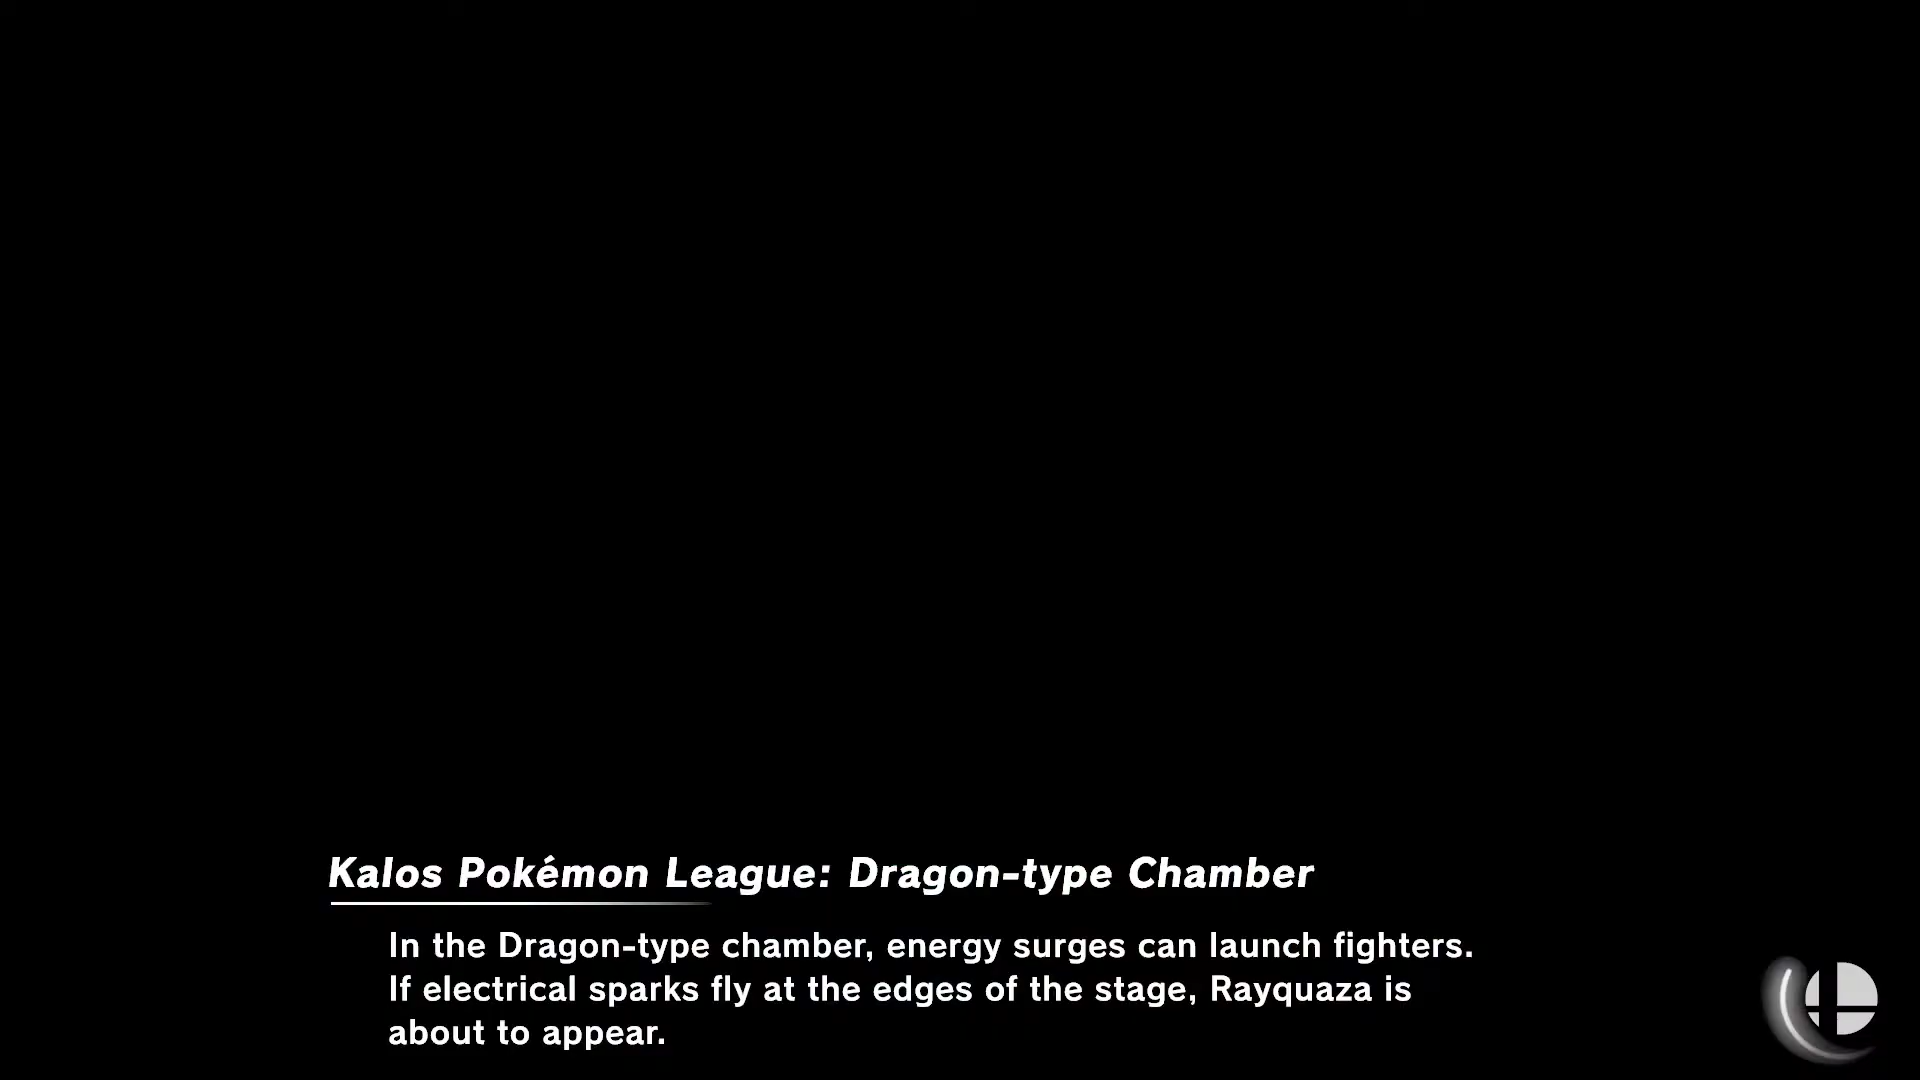 Kalos Pokémon League: Dragon-type Chamber
In the Dragon-type chamber, energy surges can launch fighters.
If electrical sparks fly at the edges of the stage, Rayquaza is
about to appear.